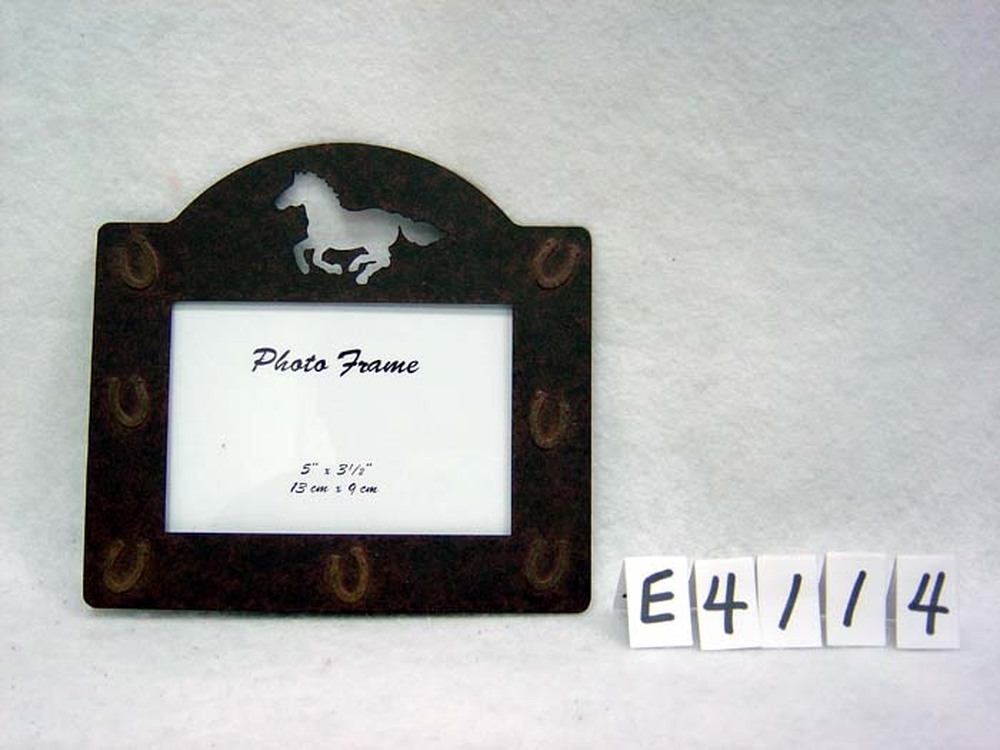 Photo Frame
5" x 3 1/2"
13 cm x 9 cm
E4114